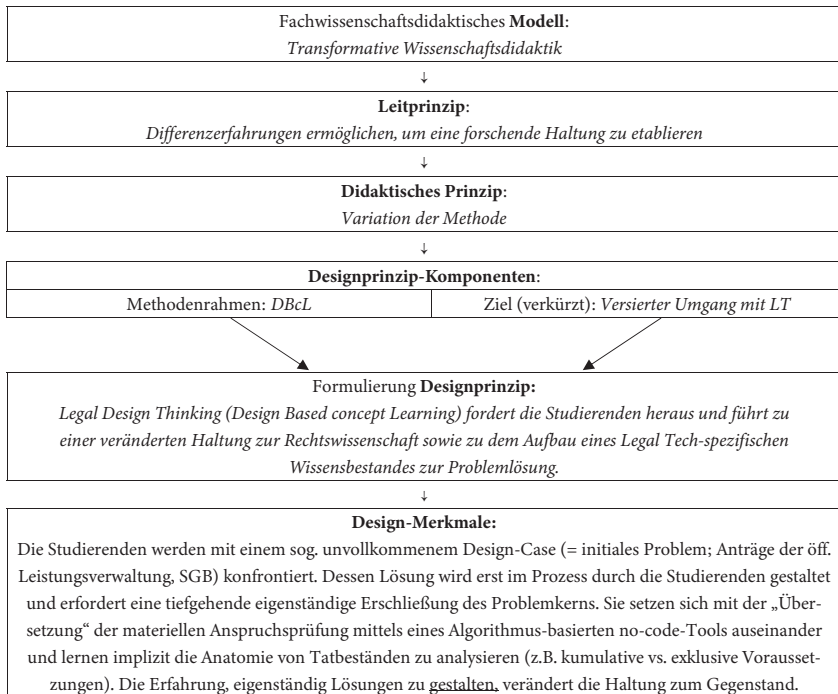 Fachwissenschaftsdidaktisches Modell:
Transformative Wissenschaftsdidaktik
↓
Leitprinzip:
Differenzerfahrungen ermöglichen, um eine forschende Haltung zu etablieren
↓
Didaktisches Prinzip:
Variation der Methode
↓
Designprinzip-Komponenten:
Methodenrahmen: DBcL
Ziel (verkürzt): Versierter Umgang mit LT
Formulierung Designprinzip:
Legal Design Thinking (Design Based concept Learning) fordert die Studierenden heraus und führt zu
einer veränderten Haltung zur Rechtswissenschaft sowie zu dem Aufbau eines Legal Tech-spezifischen
Wissensbestandes zur Problemlösung.
↓
Design-Merkmale:
Die Studierenden werden mit einem sog. unvollkommenem Design-Case (= initiales Problem; Anträge der öff.
Leistungsverwaltung, SGB) konfrontiert. Dessen Lösung wird erst im Prozess durch die Studierenden gestaltet
und erfordert eine tiefgehende eigenständige Erschließung des Problemkerns. Sie setzen sich mit der „Über-
setzung“ der materiellen Anspruchsprüfung mittels eines Algorithmus-basierten no-code-Tools auseinander
und lernen implizit die Anatomie von Tatbeständen zu analysieren (z.B. kumulative vs. exklusive Vorausset-
zungen). Die Erfahrung, eigenständig Lösungen zu gestalten, verändert die Haltung zum Gegenstand.